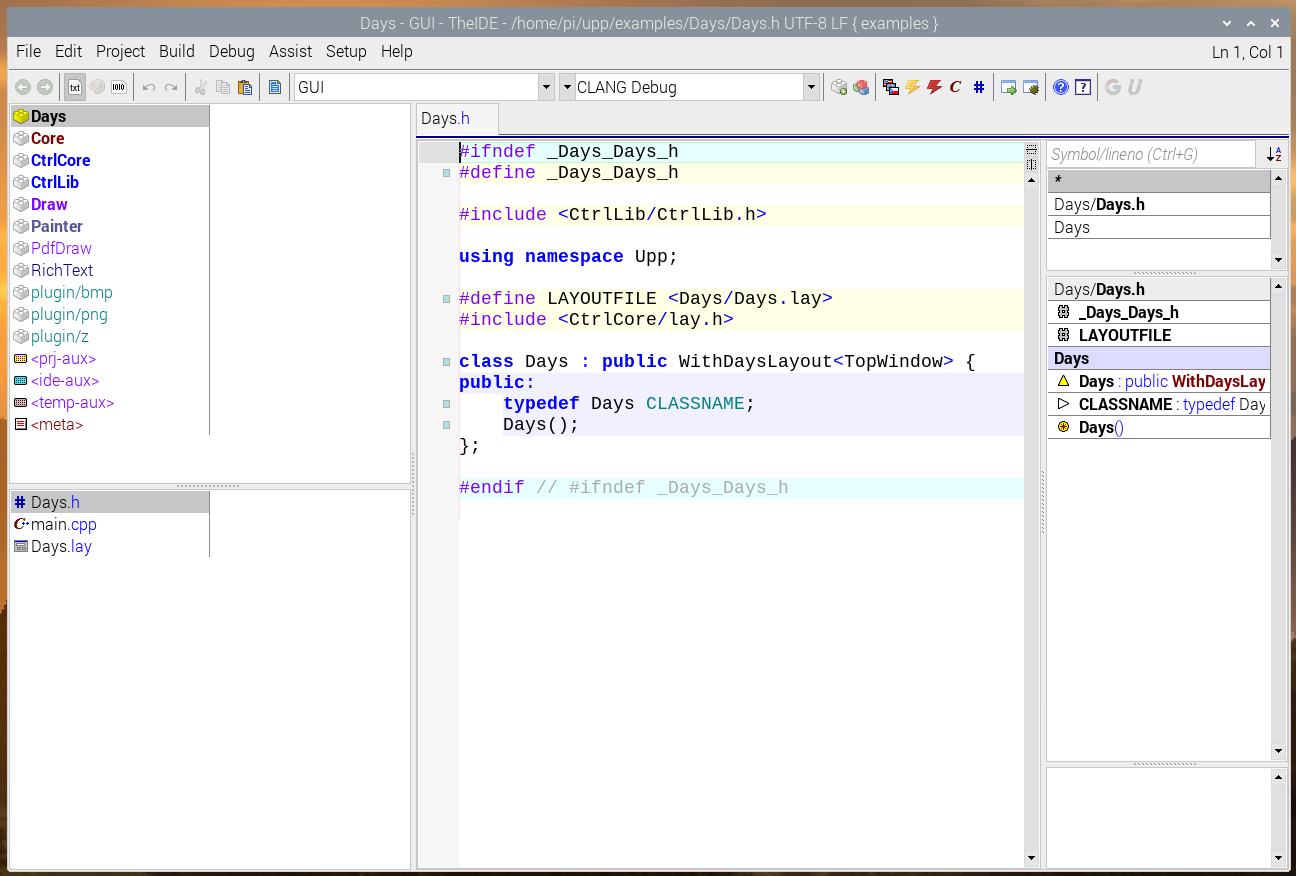 Days - GUI - TheIDE - /home/pi/upp/examples/Days/Days.h UTF-8 LF { examples }
File Edit Project Build Debug Assist Setup Help
Ln 1, Col 1
txt
1010
GUI
CLANG Debug
C
#
?
?
G
U
Days
Core
CtrlCore
CtrlLib
Draw
Painter
PdfDraw
RichText
plugin/bmp
plugin/png
plugin/z
<prj-aux>
<ide-aux>
<temp-aux>
<meta>
# Days.h
C main.cpp
Days.lay
Days.h
#ifndef _Days_Days_h
#define _Days_Days_h
#include <CtrlLib/CtrlLib.h>
using namespace Upp;
#define LAYOUTFILE <Days/Days.lay>
#include <CtrlCore/lay.h>
class Days : public WithDaysLayout<TopWindow> {
public:
typedef Days CLASSNAME;
Days();
};
#endif // #ifndef _Days_Days_h
Symbol/lineno (Ctrl+G)
A
Z
*
Days/Days.h
Days
Days/Days.h
_Days_Days_h
LAYOUTFILE
Days
Days : public WithDaysLay
CLASSNAME : typedef Day
Days()